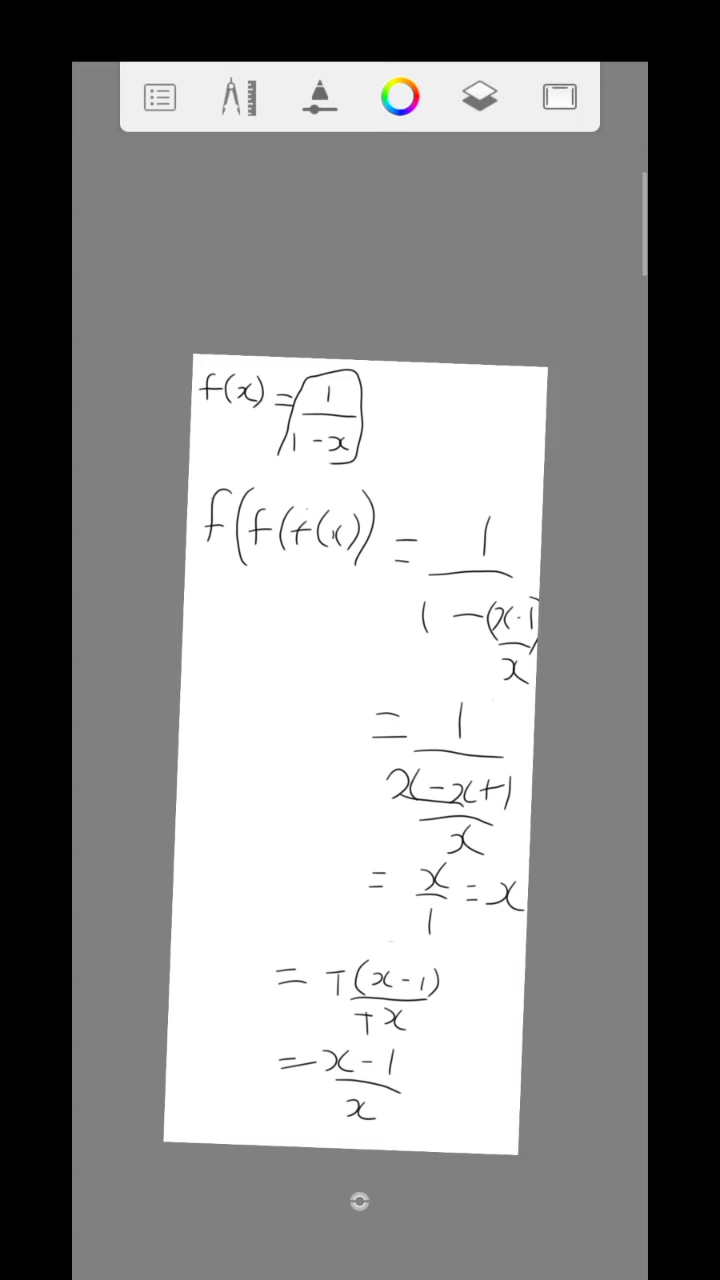 f(x) = 1/(1-x)
f(f(f(x)) = 1/(1-(x-1)/x)
= 1/((x-x+1)/x)
= x/1 = x
= (x-1)/x
= x-1/x